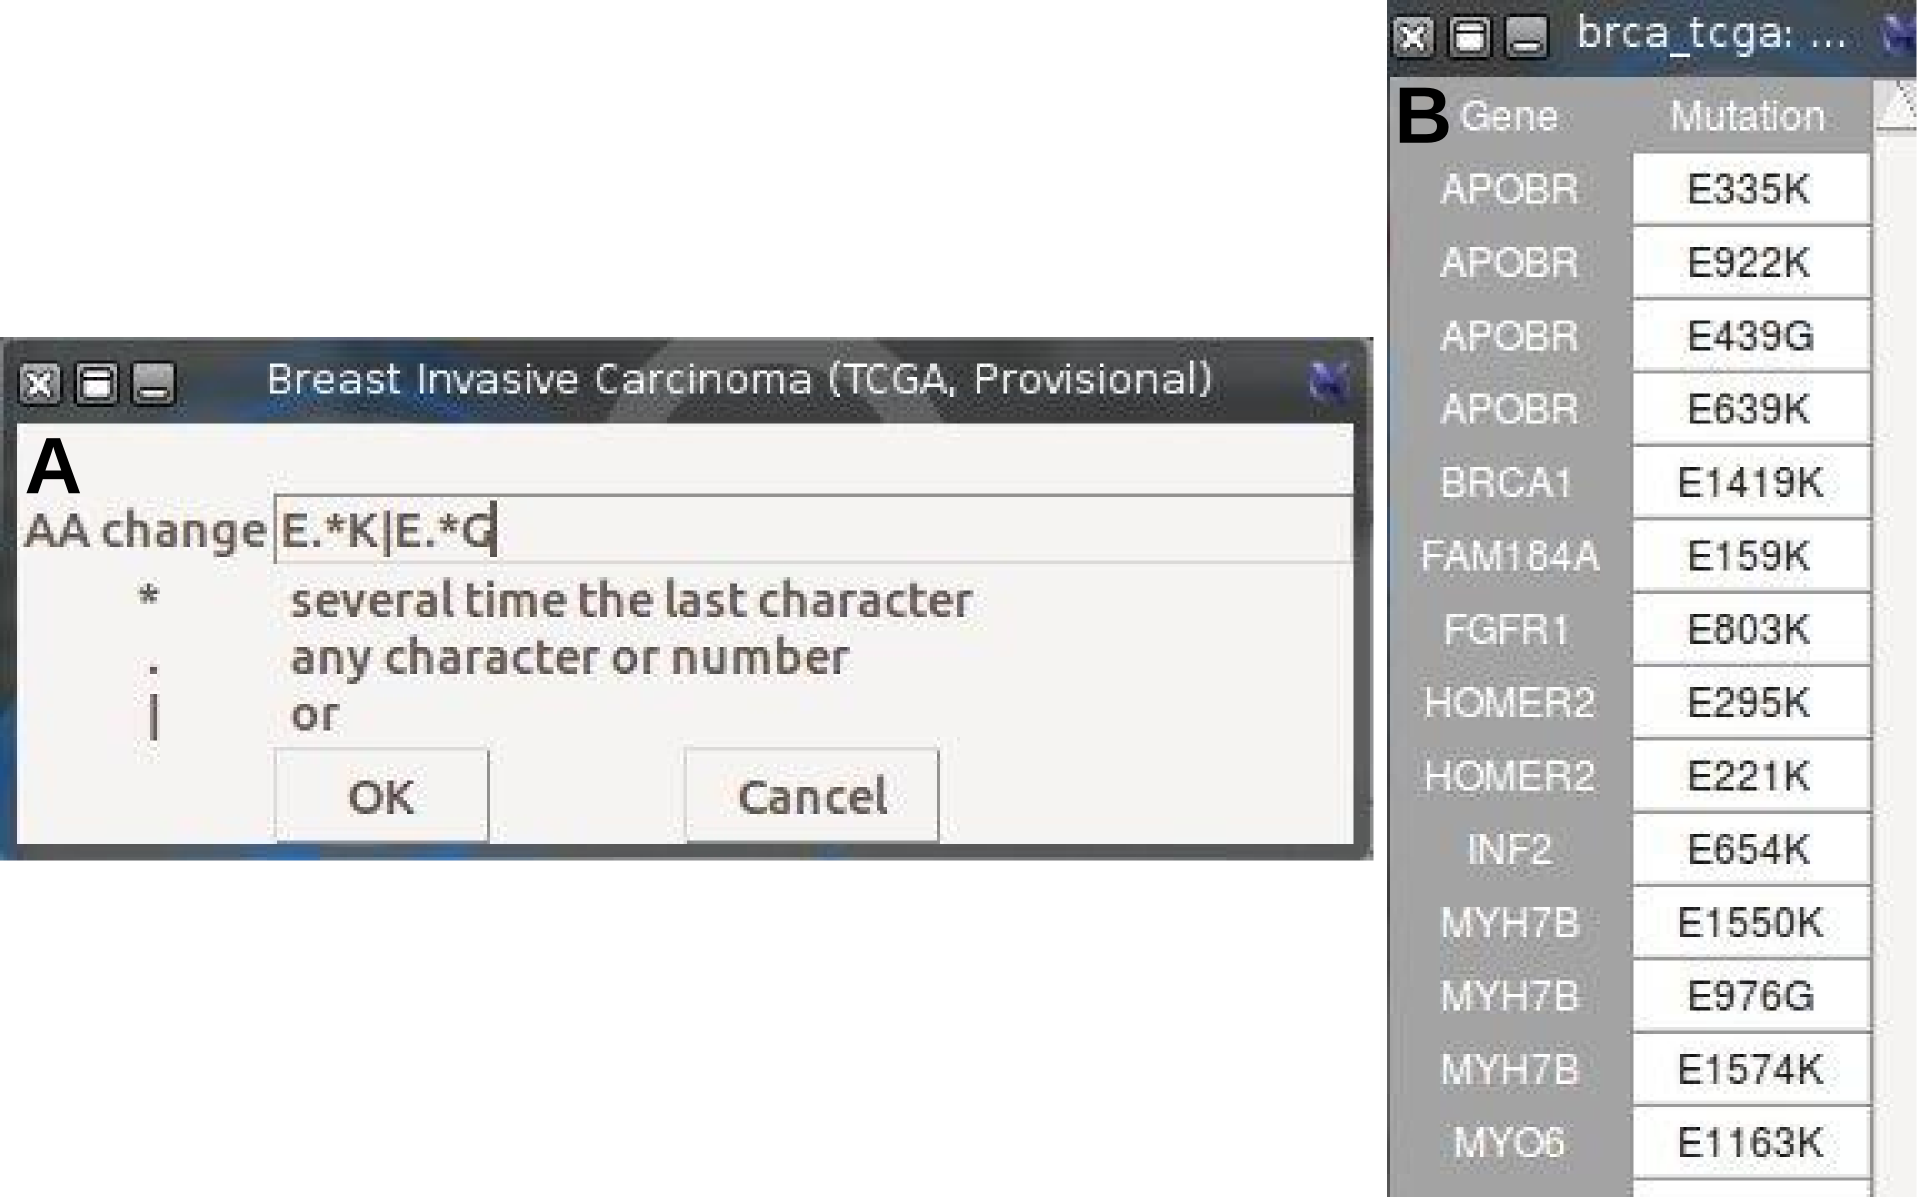 Breast Invasive Carcinoma (TCGA, Provisional)
A
AA change E.*K|E.*G
* several time the last character
. any character or number
| or
OK Cancel
brca_tcga: ...
B Gene Mutation
APOBR E335K
APOBR E922K
APOBR E439G
APOBR E639K
BRCA1 E1419K
FAM184A E159K
FGFR1 E803K
HOMER2 E295K
HOMER2 E221K
INF2 E654K
MYH7B E1550K
MYH7B E976G
MYH7B E1574K
MYO6 E1163K